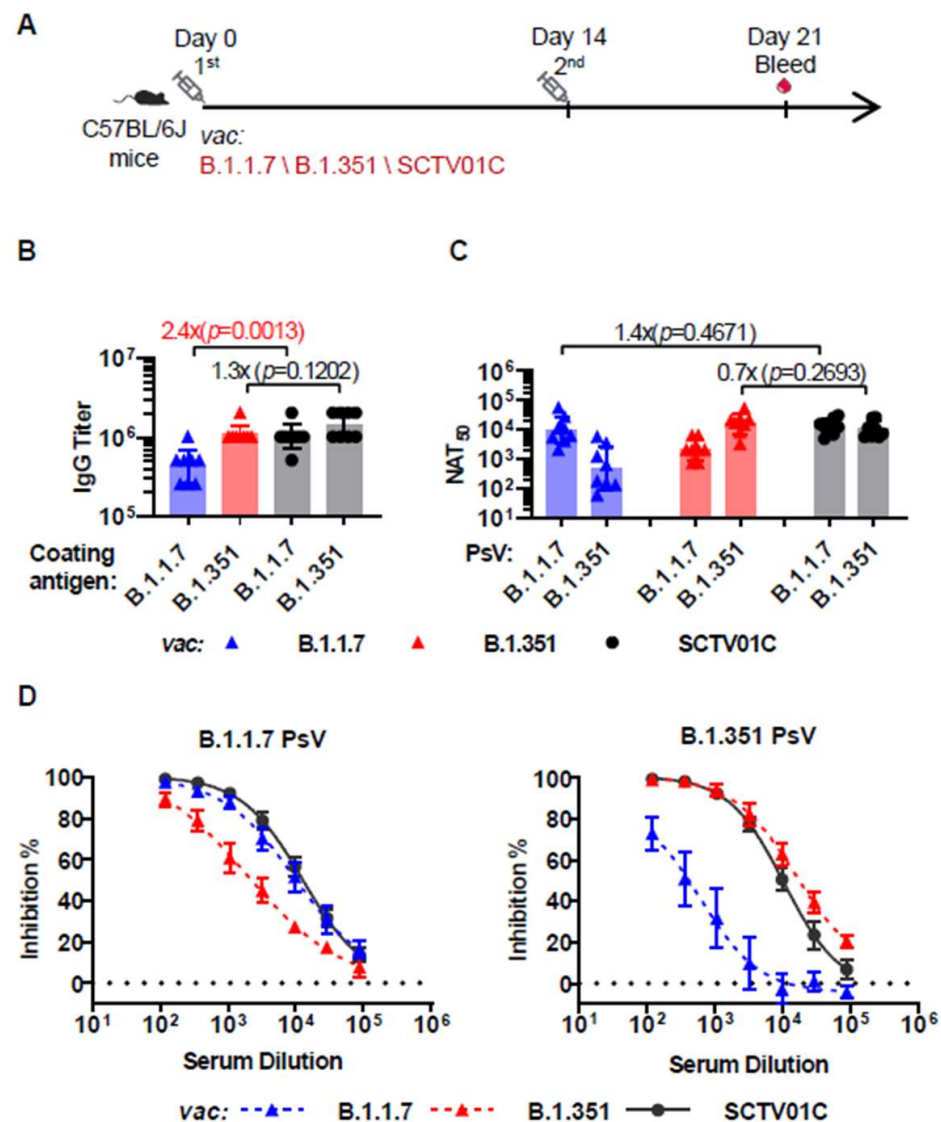 A
Day 0
1st
Day 14
2nd
Day 21
Bleed
C57BL/6J
mice
vac:
B.1.1.7 \ B.1.351 \ SCTV01C
B
2.4x(p=0.0013)
1.3x (p=0.1202)
IgG Titer
10^7
10^6
10^5
Coating
antigen:
B.1.1.7
B.1.351
B.1.1.7
B.1.351
C
1.4x(p=0.4671)
0.7x (p=0.2693)
NAT50
10^6
10^5
10^4
10^3
10^2
10^1
PsV:
B.1.1.7
B.1.351
B.1.1.7
B.1.351
B.1.1.7
B.1.351
vac: B.1.1.7 B.1.351 SCTV01C
D
B.1.1.7 PsV
Inhibition %
100
80
60
40
20
0
10^1 10^2 10^3 10^4 10^5 10^6
Serum Dilution
B.1.351 PsV
Inhibition %
100
80
60
40
20
0
10^1 10^2 10^3 10^4 10^5 10^6
Serum Dilution
vac: B.1.1.7 B.1.351 SCTV01C